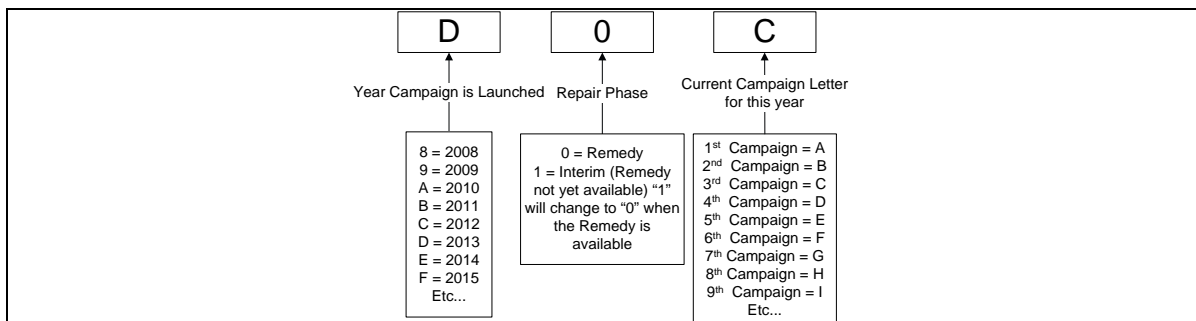 D 0 C
Year Campaign is Launched
Repair Phase
Current Campaign Letter
for this year
8 = 2008
9 = 2009
A = 2010
B = 2011
C = 2012
D = 2013
E = 2014
F = 2015
Etc...
0 = Remedy
1 = Interim (Remedy
not yet available) “1”
will change to “0” when
the Remedy is
available
1st Campaign = A
2nd Campaign = B
3rd Campaign = C
4th Campaign = D
5th Campaign = E
6th Campaign = F
7th Campaign = G
8th Campaign = H
9th Campaign = I
Etc...